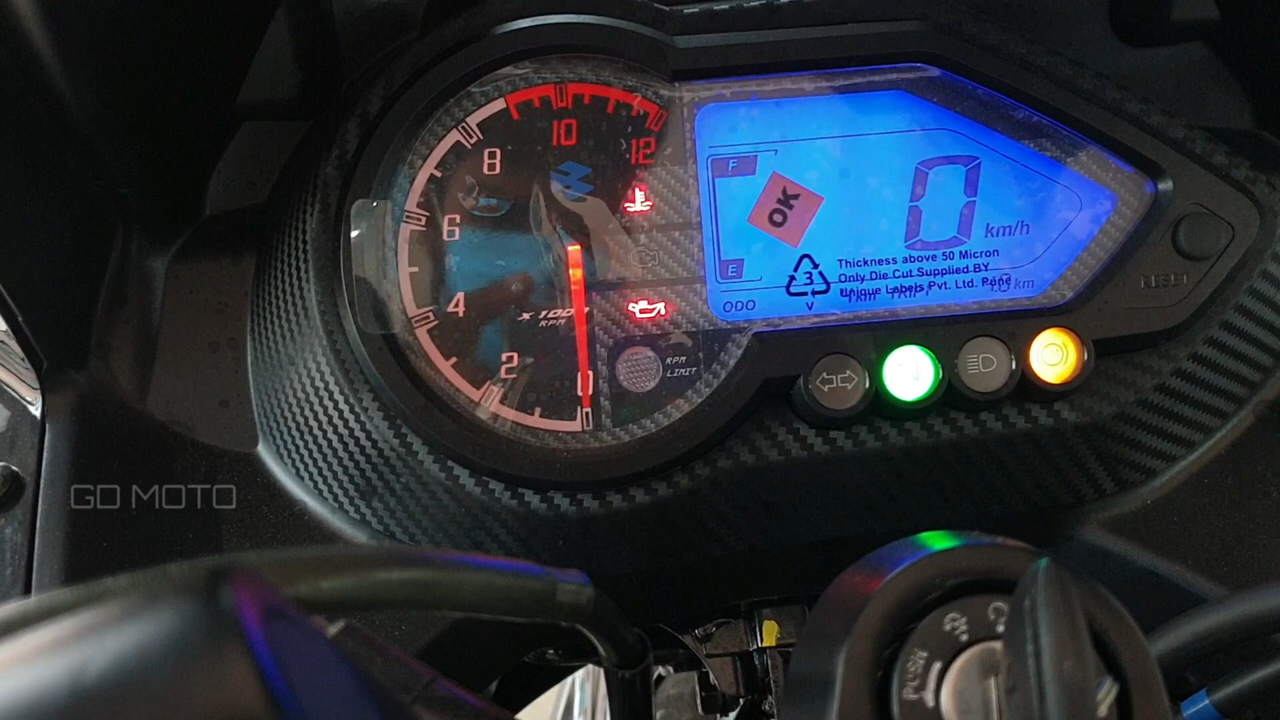 10
12
8
6
4
2
0
x1000
RPM
RPM
LIMIT
F
E
OK
0
km/h
3
V
Thickness above 50 Micron
Only Die Cut Supplied BY
Unique Labels Pvt. Ltd. Pune
ODO
km
RESET
GD MOTO
PUSH